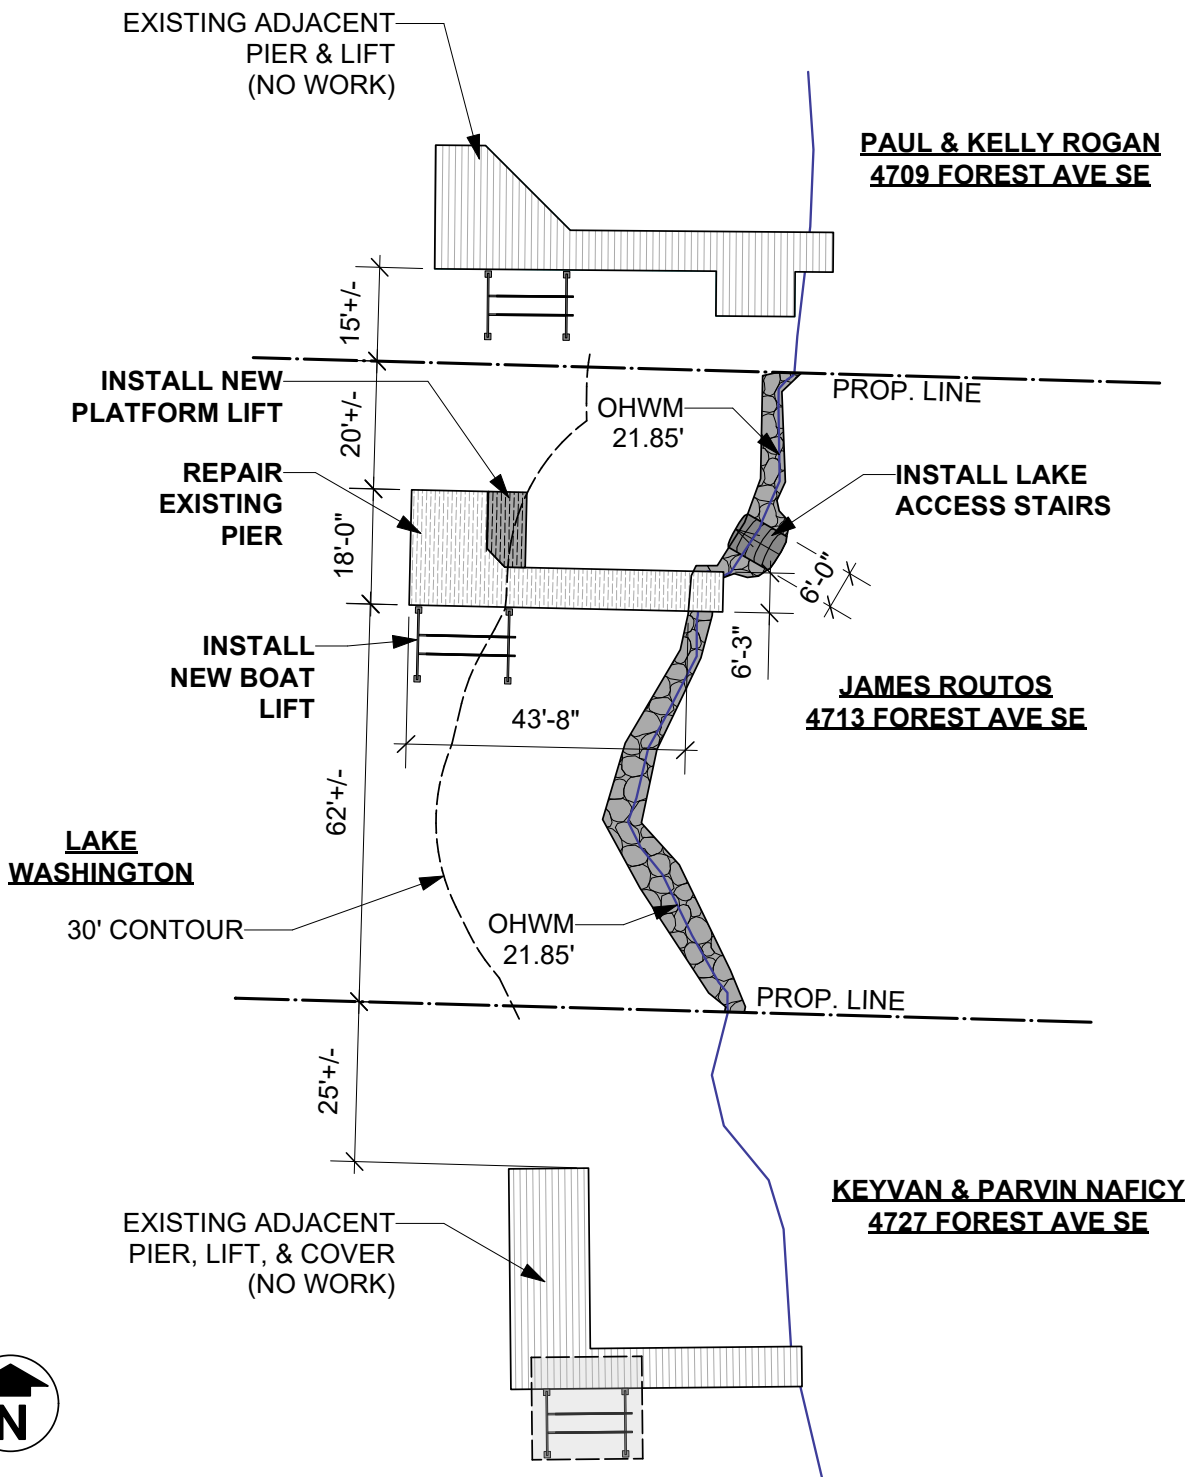 EXISTING ADJACENT
PIER & LIFT
(NO WORK)
PAUL & KELLY ROGAN
4709 FOREST AVE SE
15'+/-
INSTALL NEW
PLATFORM LIFT
20'+/-
OHWM
21.85'
PROP. LINE
REPAIR
EXISTING
PIER
18'-0"
INSTALL LAKE
ACCESS STAIRS
6'-0"
6'-3"
INSTALL
NEW BOAT
LIFT
43'-8"
JAMES ROUTOS
4713 FOREST AVE SE
62'+/-
LAKE
WASHINGTON
30' CONTOUR
OHWM
21.85'
PROP. LINE
25'+/-
KEYVAN & PARVIN NAFICY
4727 FOREST AVE SE
EXISTING ADJACENT
PIER, LIFT, & COVER
(NO WORK)
N